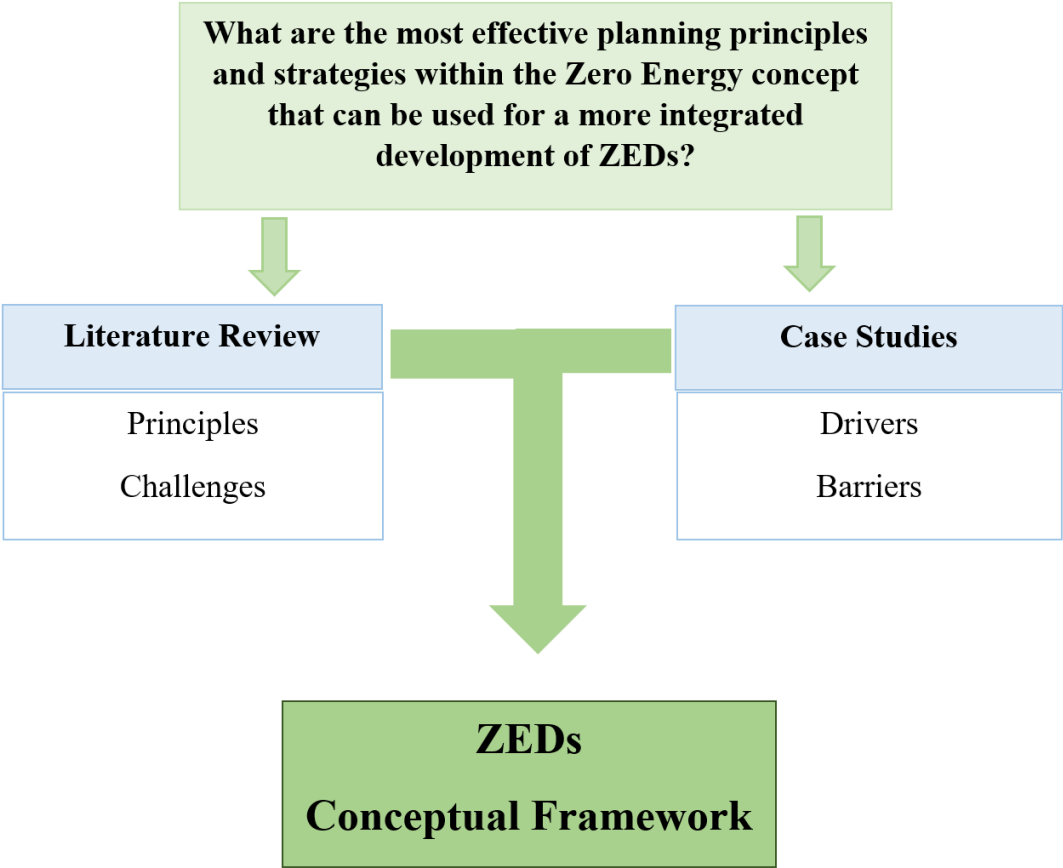 What are the most effective planning principles
and strategies within the Zero Energy concept
that can be used for a more integrated
development of ZEDs?
Literature Review
Principles
Challenges
Case Studies
Drivers
Barriers
ZEDs
Conceptual Framework